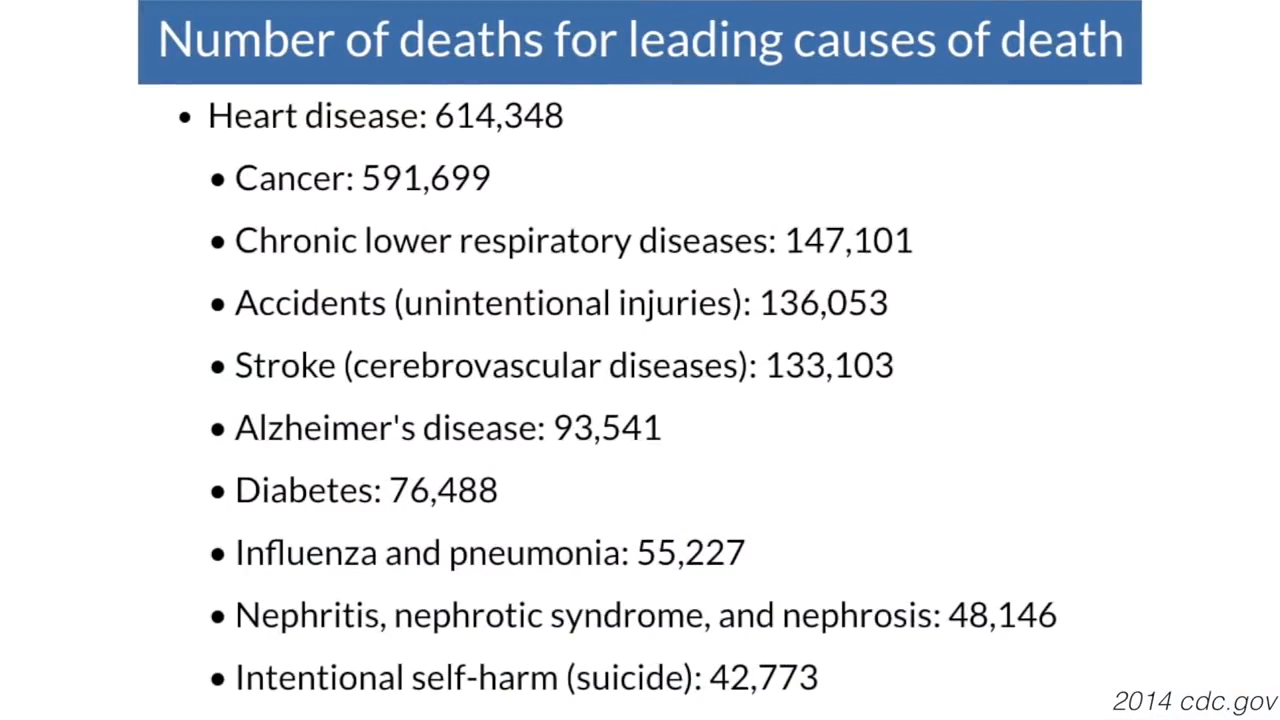 Number of deaths for leading causes of death
• Heart disease: 614,348
• Cancer: 591,699
• Chronic lower respiratory diseases: 147,101
• Accidents (unintentional injuries): 136,053
• Stroke (cerebrovascular diseases): 133,103
• Alzheimer's disease: 93,541
• Diabetes: 76,488
• Influenza and pneumonia: 55,227
• Nephritis, nephrotic syndrome, and nephrosis: 48,146
• Intentional self-harm (suicide): 42,773
2014 cdc.gov